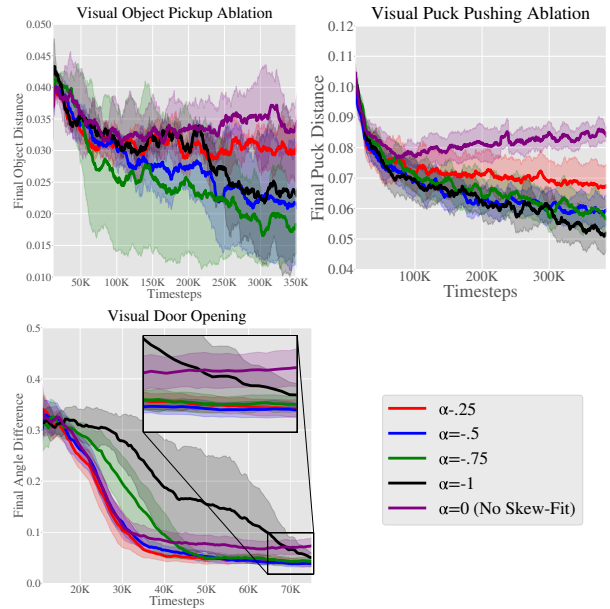 Visual Object Pickup Ablation
0.050
0.045
0.040
0.035
0.030
0.025
0.020
0.015
0.010
Final Object Distance
50K 100K 150K 200K 250K 300K 350K
Timesteps
Visual Puck Pushing Ablation
0.12
0.11
0.10
0.09
0.08
0.07
0.06
0.05
0.04
Final Puck Distance
100K 200K 300K
Timesteps
Visual Door Opening
0.5
0.4
0.3
0.2
0.1
0.0
Final Angle Difference
20K 30K 40K 50K 60K 70K
Timesteps
α-.25
α=-.5
α=-.75
α=-1
α=0 (No Skew-Fit)